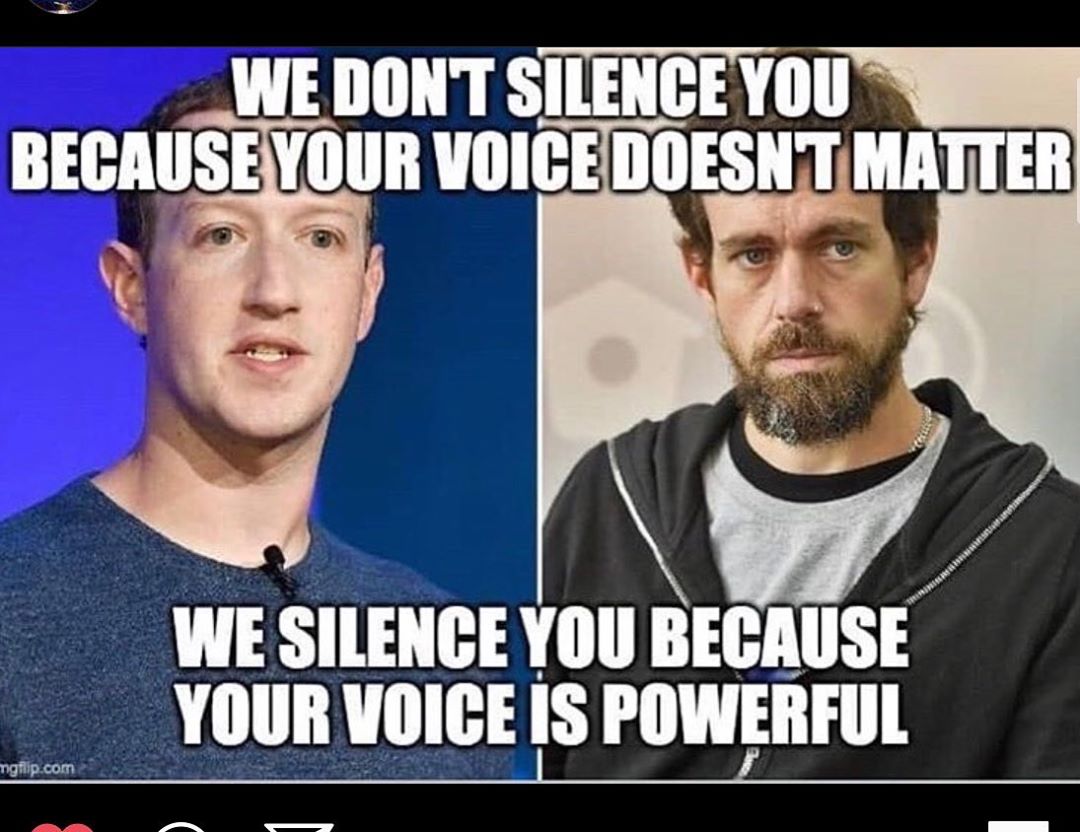 WE DON'T SILENCE YOU
BECAUSE YOUR VOICE DOESN'T MATTER
WE SILENCE YOU BECAUSE
YOUR VOICE IS POWERFUL
mgflip.com